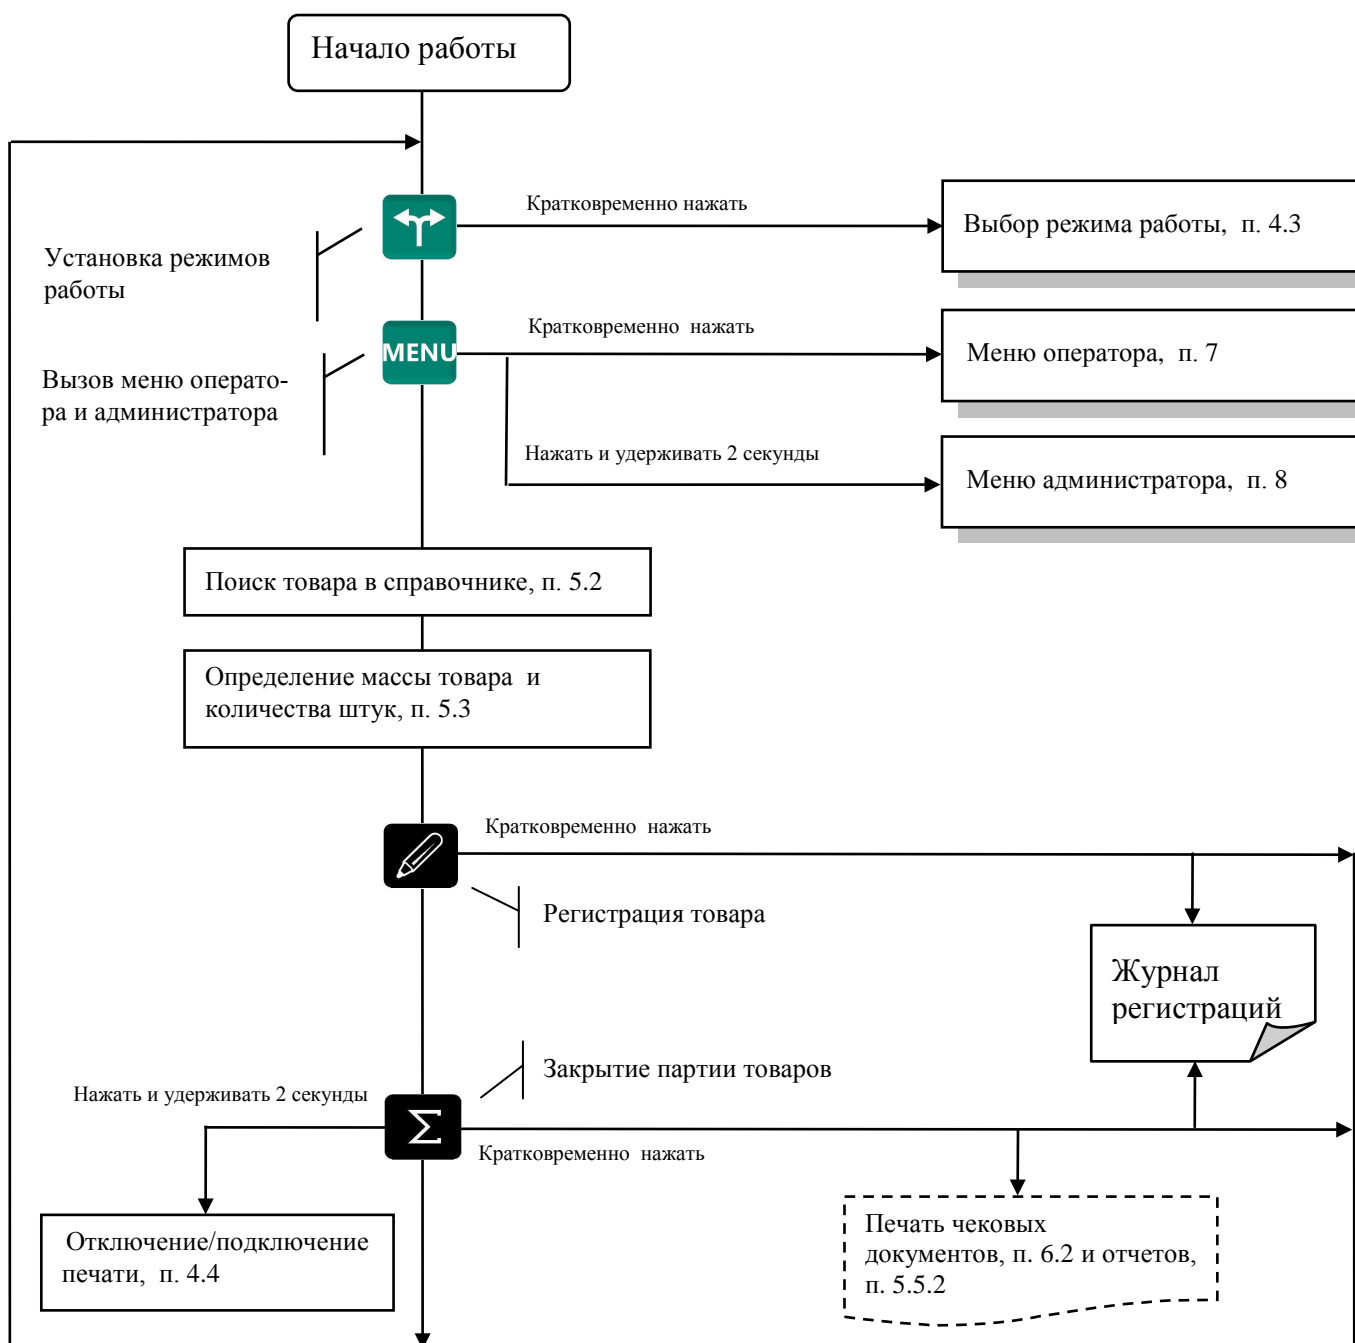 Начало работы
Кратковременно нажать
Выбор режима работы, п. 4.3
Установка режимов
работы
Кратковременно нажать
MENU
Меню оператора, п. 7
Вызов меню операто-
ра и администратора
Нажать и удерживать 2 секунды
Меню администратора, п. 8
Поиск товара в справочнике, п. 5.2
Определение массы товара и
количества штук, п. 5.3
Кратковременно нажать
Регистрация товара
Журнал
регистраций
Закрытие партии товаров
Нажать и удерживать 2 секунды
Σ
Кратковременно нажать
Отключение/подключение
печати, п. 4.4
Печать чековых
документов, п. 6.2 и отчетов,
п. 5.5.2